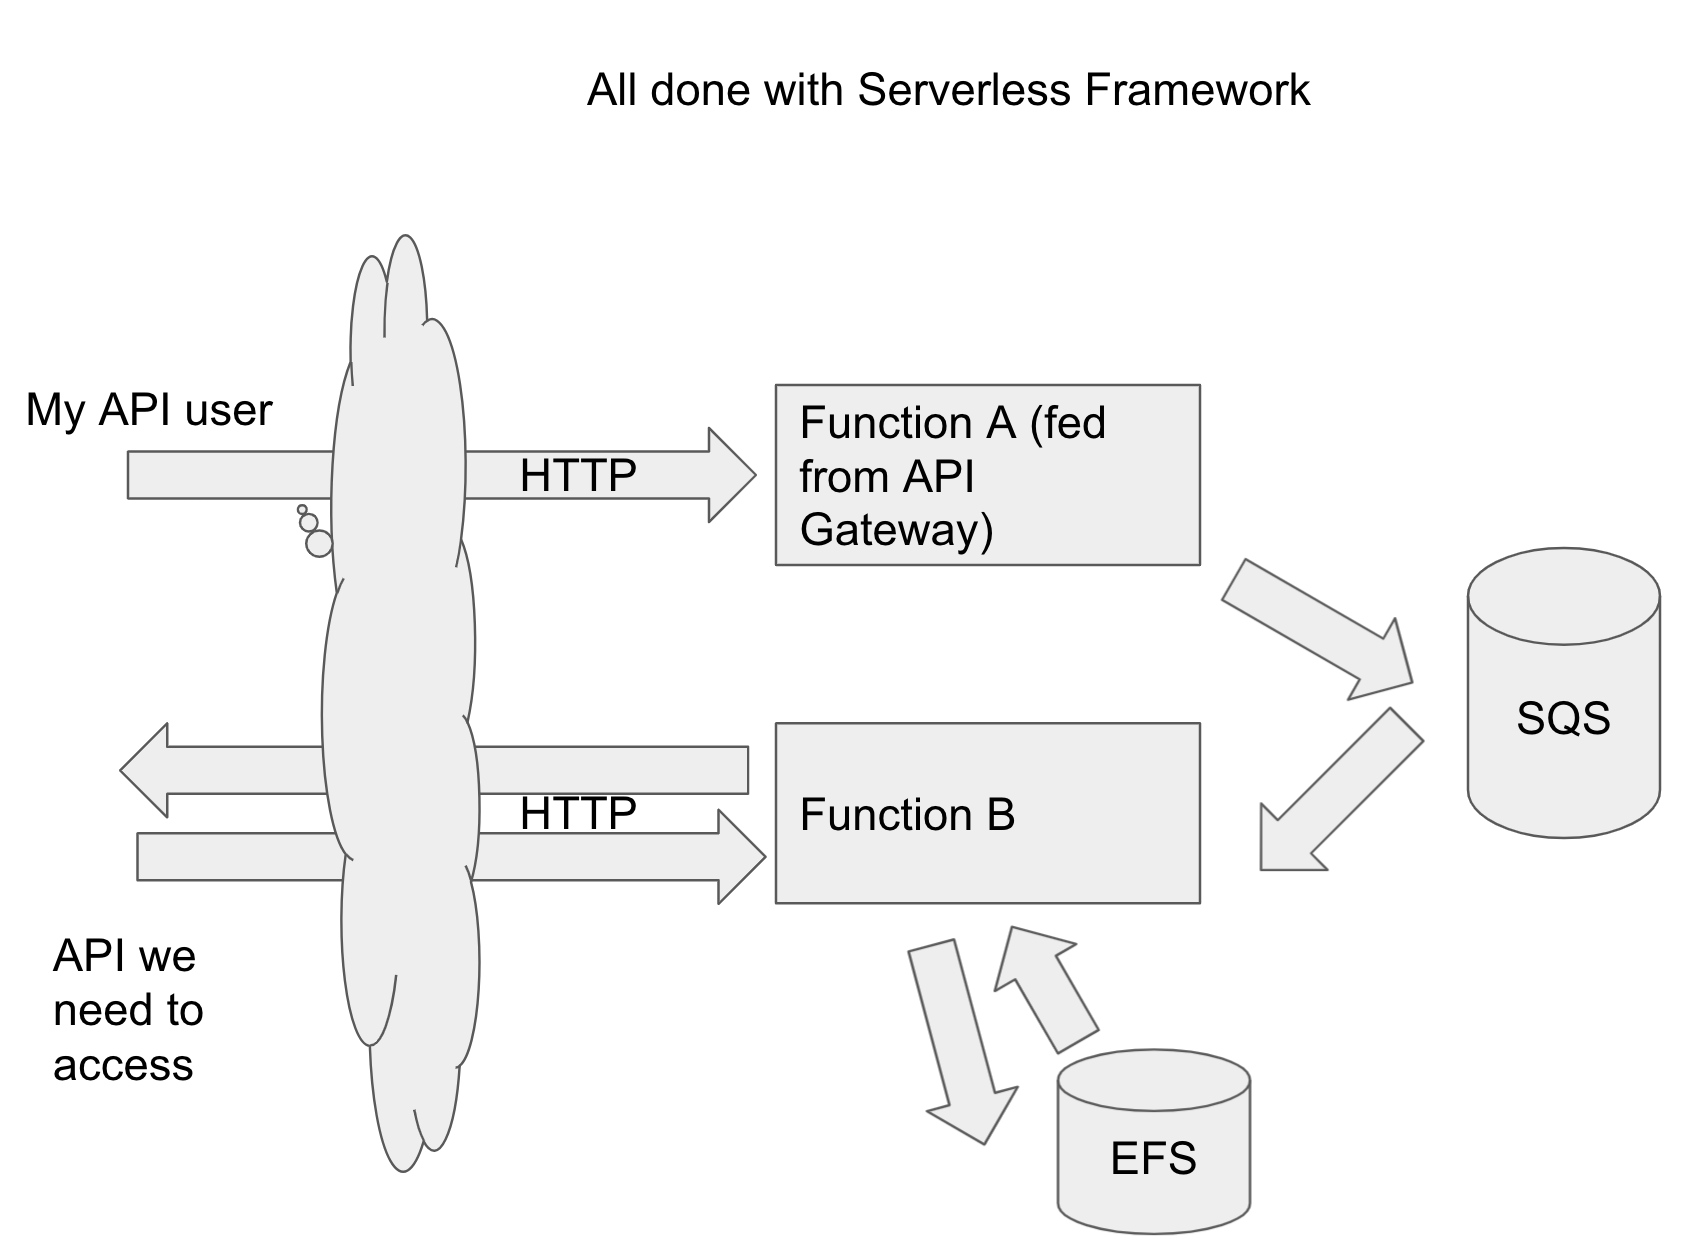 All done with Serverless Framework
My API user
HTTP
Function A (fed
from API
Gateway)
SQS
HTTP
Function B
API we
need to
access
EFS